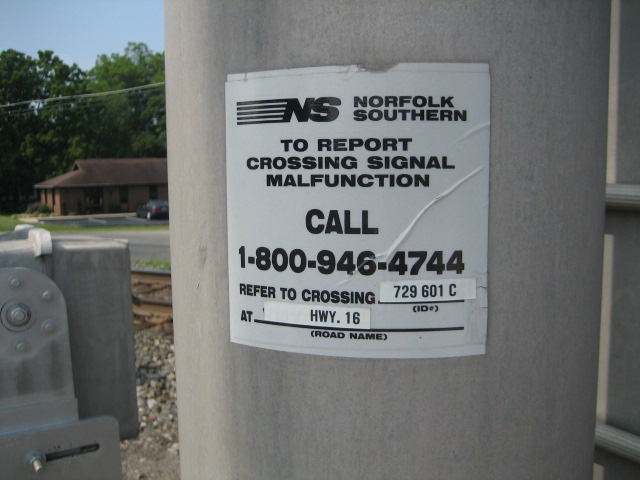 NS NORFOLK
SOUTHERN
TO REPORT
CROSSING SIGNAL
MALFUNCTION
CALL
1-800-946-4744
REFER TO CROSSING 729 601 C
(ID#)
AT HWY. 16
(ROAD NAME)